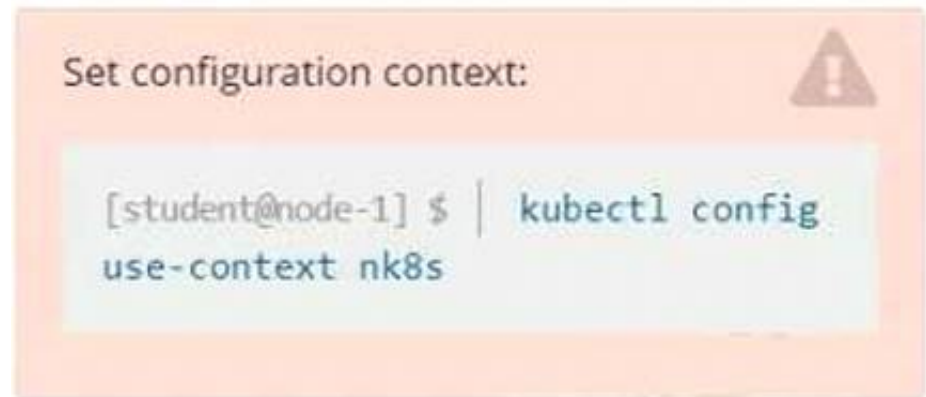 Set configuration context:
[student@node-1] $ | kubectl config
use-context nk8s